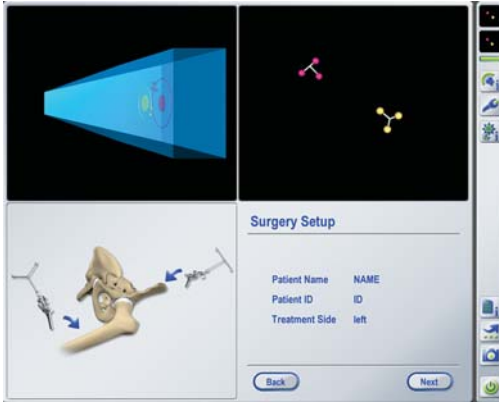 Surgery Setup
Patient Name NAME
Patient ID ID
Treatment Side left
Back Next